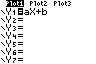 Plot1 Plot2 Plot3
\Y1=aX+b
\Y2=
\Y3=
\Y4=
\Y5=
\Y6=
\Y7=